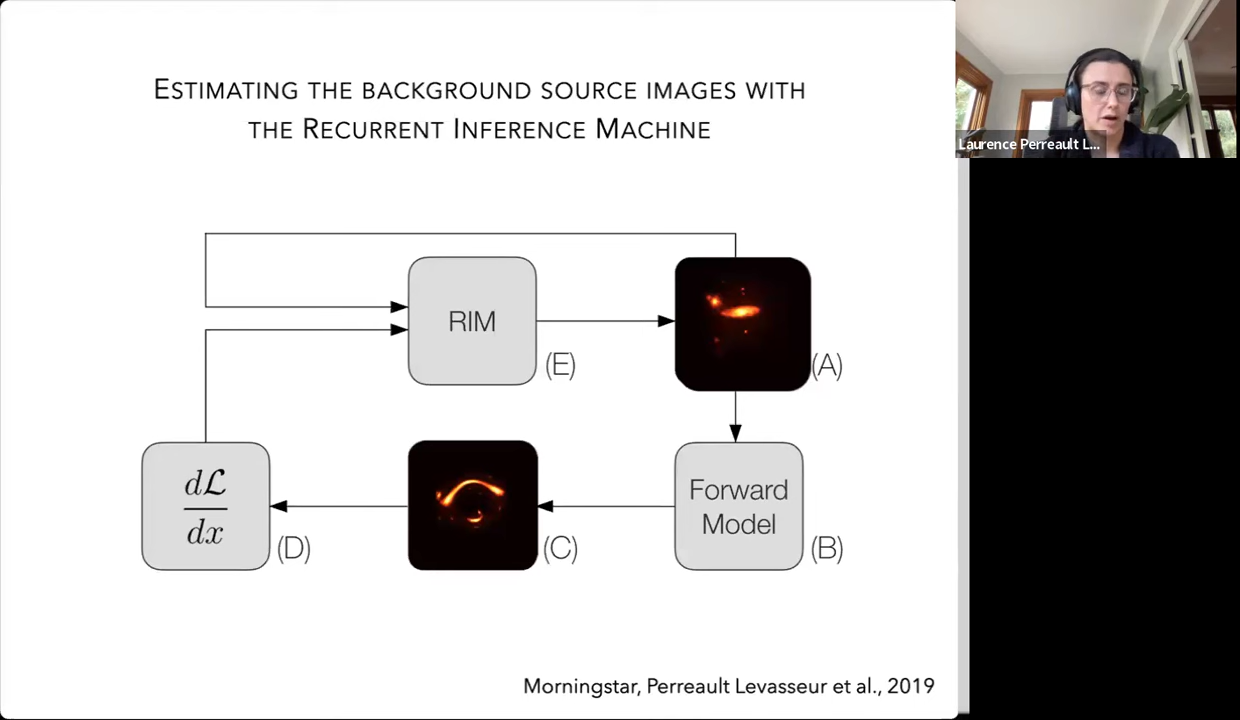 ESTIMATING THE BACKGROUND SOURCE IMAGES WITH
THE RECURRENT INFERENCE MACHINE
Laurence Perreault L...
RIM
(E)
(A)
dℒ
dx
(D)
(C)
Forward
Model
(B)
Morningstar, Perreault Levasseur et al., 2019